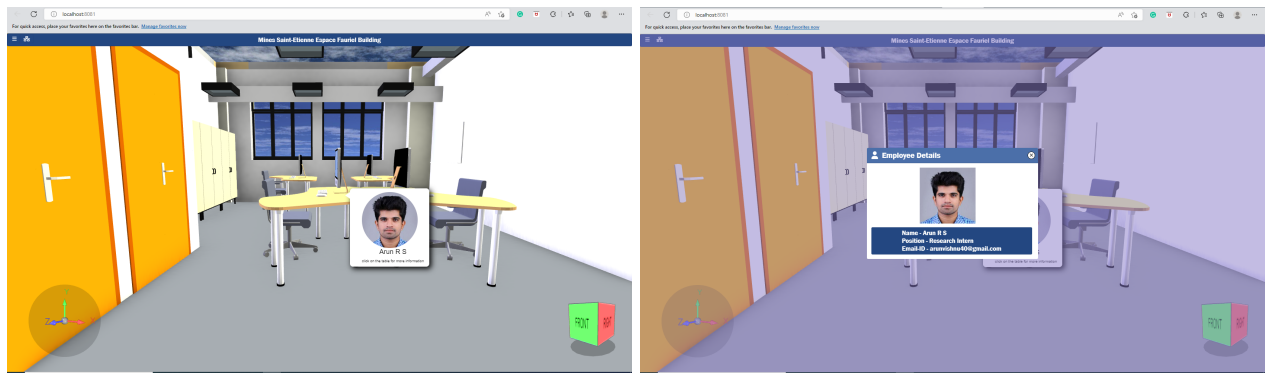 localhost:8081
For quick access, place your favorites here on the favorites bar. Manage favorites now
Mines Saint-Etienne Espace Fauriel Building
Arun R S
click on the table for more information
Z
FRONT
RIGHT
localhost:8081
For quick access, place your favorites here on the favorites bar. Manage favorites now
Mines Saint-Etienne Espace Fauriel Building
Employee Details
Name - Arun R S
Position - Research Intern
Email-ID - arunvishnu40@gmail.com
click on the table for more information
Z
FRONT
RIGHT